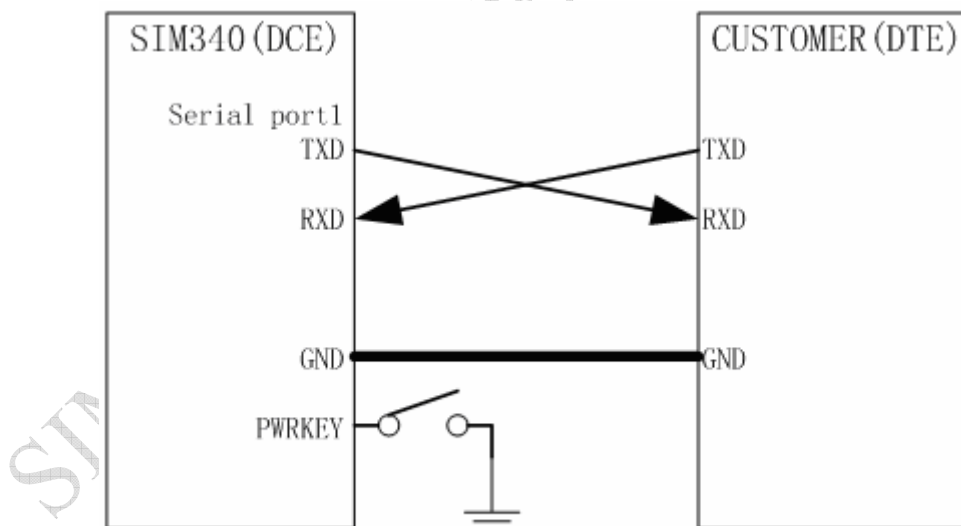 SIM340(DCE)
CUSTOMER(DTE)
Serial port1
TXD
TXD
RXD
RXD
GND
GND
PWRKEY